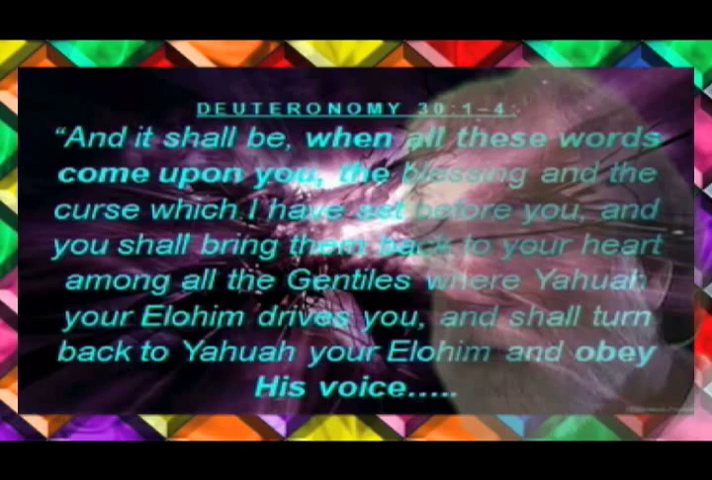 DEUTERONOMY 30:1–4:
“And it shall be, when all these words
come upon you, the blessing and the
curse which I have set before you, and
you shall bring them back to your heart
among all the Gentiles where Yahuah
your Elohim drives you, and shall turn
back to Yahuah your Elohim and obey
His voice.....